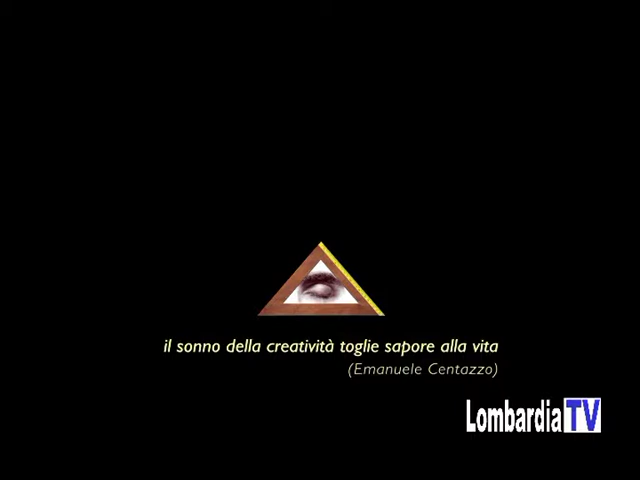 il sonno della creatività toglie sapore alla vita
(Emanuele Centazzo)
LombardiaTV